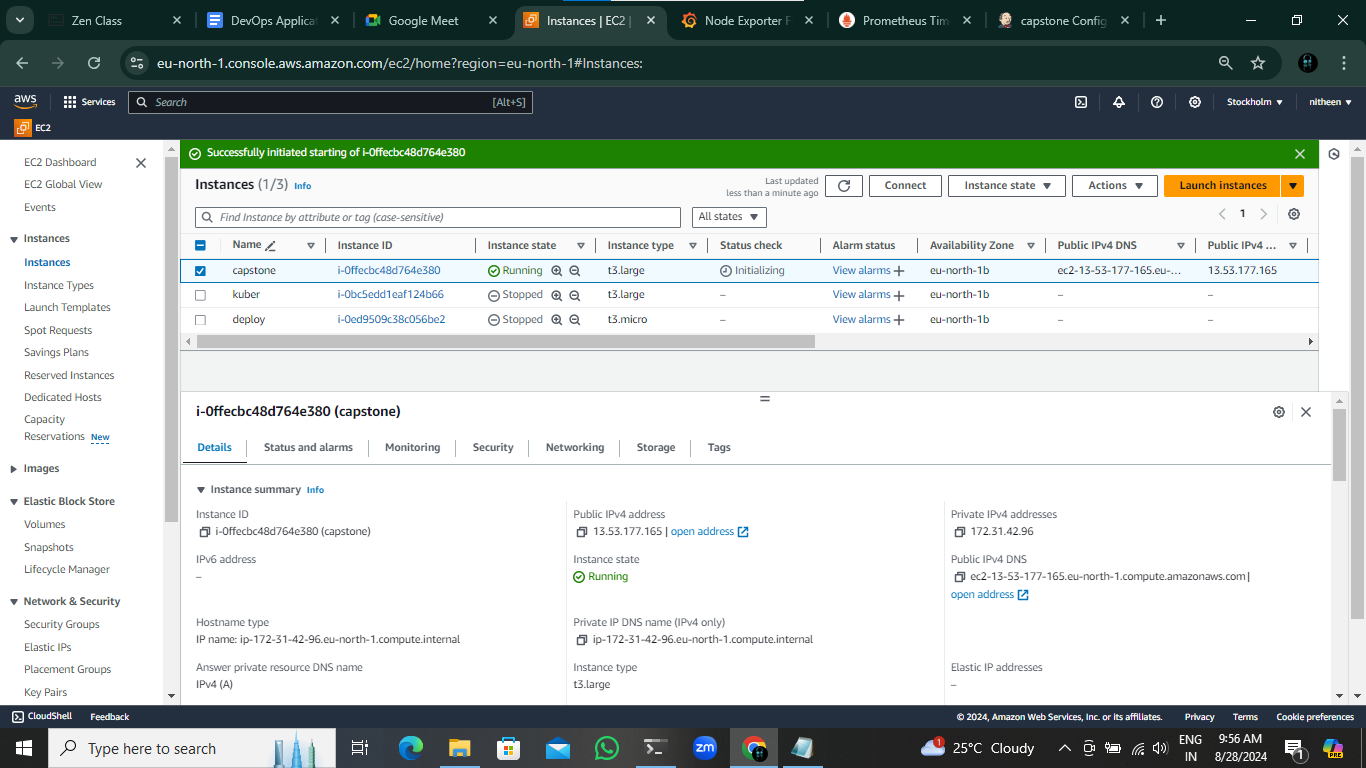 Zen Class
DevOps Applicat
Google Meet
Instances | EC2 |
Node Exporter F
Prometheus Tim
capstone Config
eu-north-1.console.aws.amazon.com/ec2/home?region=eu-north-1#Instances:
aws
Services
Search
[Alt+S]
Stockholm
nitheen
EC2
EC2 Dashboard
EC2 Global View
Events
Instances
Instances
Instance Types
Launch Templates
Spot Requests
Savings Plans
Reserved Instances
Dedicated Hosts
Capacity
Reservations New
Images
Elastic Block Store
Volumes
Snapshots
Lifecycle Manager
Network & Security
Security Groups
Elastic IPs
Placement Groups
Key Pairs
Successfully initiated starting of i-0ffecbc48d764e380
Instances (1/3) Info
Last updated
less than a minute ago
Connect
Instance state
Actions
Launch instances
Find Instance by attribute or tag (case-sensitive)
All states
1
Name Instance ID Instance state Instance type Status check Alarm status Availability Zone Public IPv4 DNS Public IPv4 ...
capstone i-0ffecbc48d764e380 Running t3.large Initializing View alarms + eu-north-1b ec2-13-53-177-165.eu-... 13.53.177.165
kuber i-0bc5edd1eaf124b66 Stopped t3.large – View alarms + eu-north-1b – –
deploy i-0ed9509c38c056be2 Stopped t3.micro – View alarms + eu-north-1b – –
i-0ffecbc48d764e380 (capstone)
Details Status and alarms Monitoring Security Networking Storage Tags
Instance summary Info
Instance ID
i-0ffecbc48d764e380 (capstone)
Public IPv4 address
13.53.177.165 | open address
Private IPv4 addresses
172.31.42.96
IPv6 address
–
Instance state
Running
Public IPv4 DNS
ec2-13-53-177-165.eu-north-1.compute.amazonaws.com |
open address
Hostname type
IP name: ip-172-31-42-96.eu-north-1.compute.internal
Private IP DNS name (IPv4 only)
ip-172-31-42-96.eu-north-1.compute.internal
Answer private resource DNS name
IPv4 (A)
Instance type
t3.large
Elastic IP addresses
–
CloudShell Feedback
© 2024, Amazon Web Services, Inc. or its affiliates. Privacy Terms Cookie preferences
Type here to search
zm
1
25°C Cloudy
ENG
IN
9:56 AM
8/28/2024
1
PRE